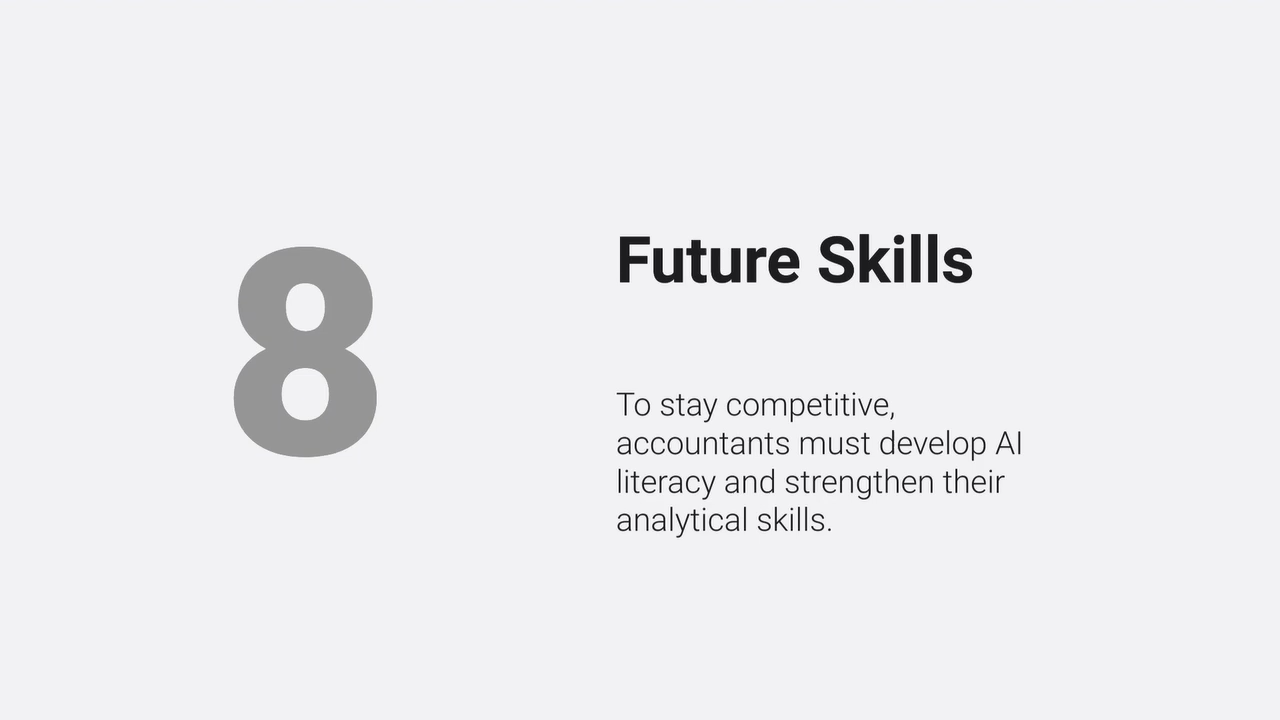 8
Future Skills
To stay competitive,
accountants must develop AI
literacy and strengthen their
analytical skills.